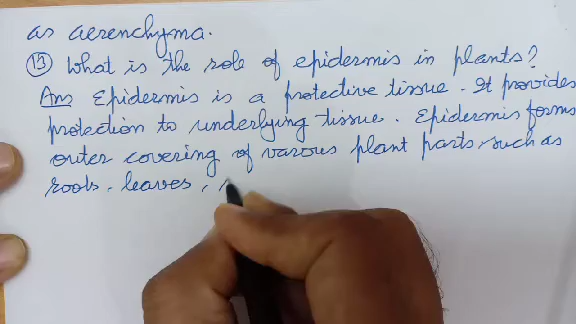 as aerenchyma.
(13) What is the role of epidermis in plants?
Ans Epidermis is a protective tissue. It provides
protection to underlying tissue. Epidermis forms
outer covering of varous plant parts, such as
roots, leaves,